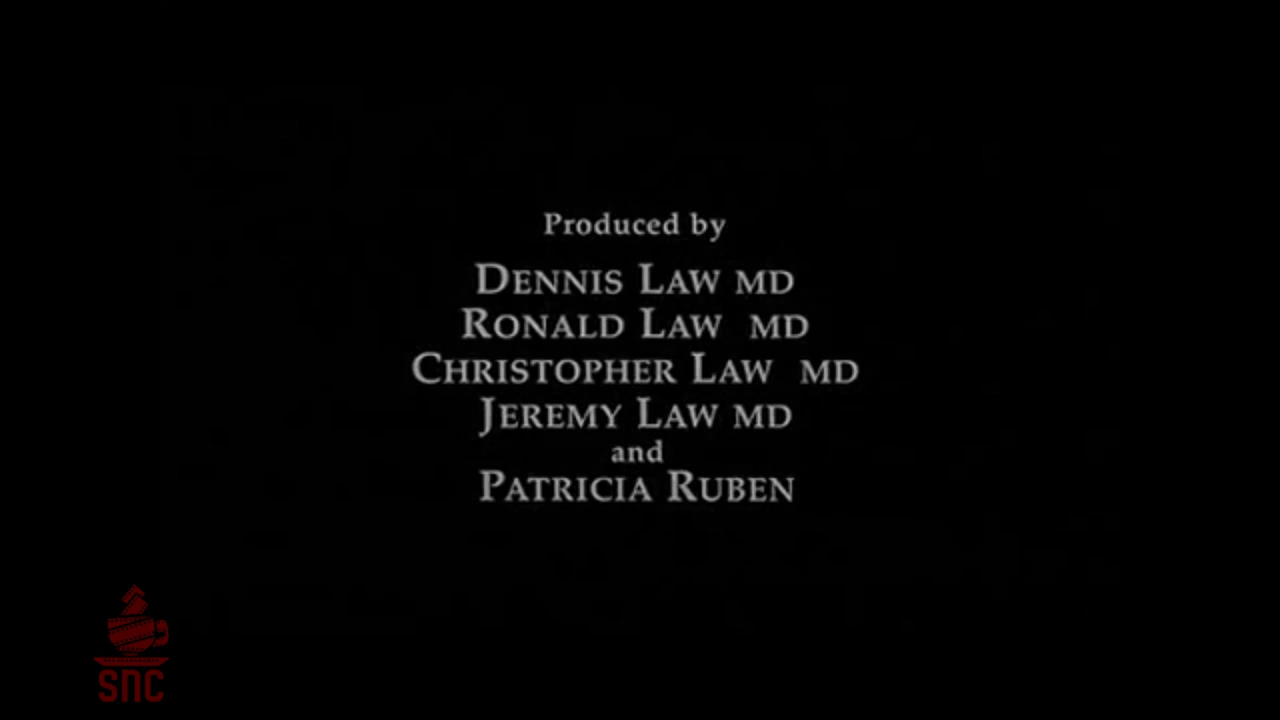 Produced by
DENNIS LAW MD
RONALD LAW MD
CHRISTOPHER LAW MD
JEREMY LAW MD
and
PATRICIA RUBEN
SNC